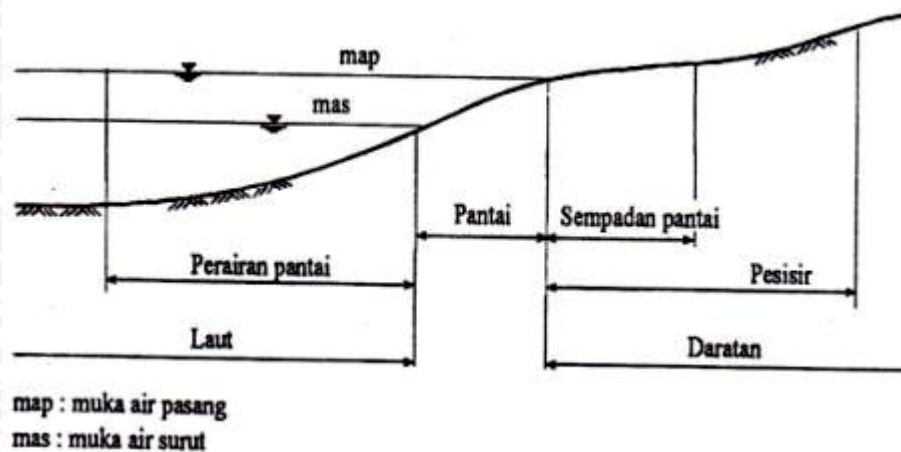 map
mas
Pantai
Sempadan pantai
Perairan pantai
Pesisir
Laut
Daratan
map : muka air pasang
mas : muka air surut